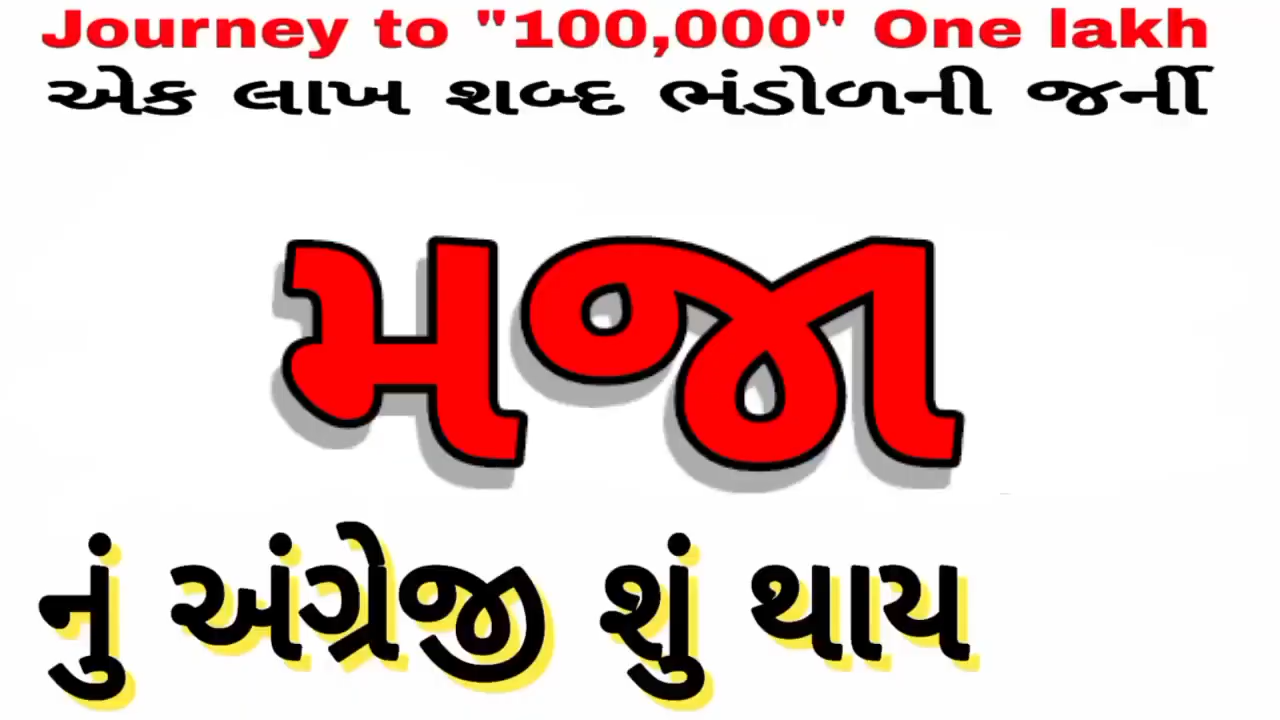 Journey to "100,000" One lakh
એક લાખ શબ્દ ભંડોળની જર્ની
મજા
નું અંગ્રેજી શું થાય